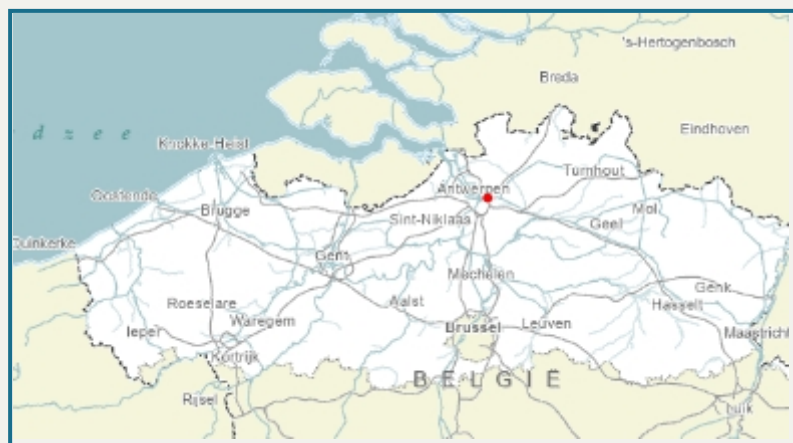 's-Hertogenbosch
Breda
d z e e
Eindhoven
Knokke-Heist
Turnhout
Antwerpen
Oostende
Mol
Brugge
Sint-Niklaas
Geel
Duinkerke
Gent
Mechelen
Genk
Roeselare
Aalst
Hasselt
Waregem
Brussel
Leuven
Ieper
Maastricht
Kortrijk
BELGIË
Rijsel
Luik